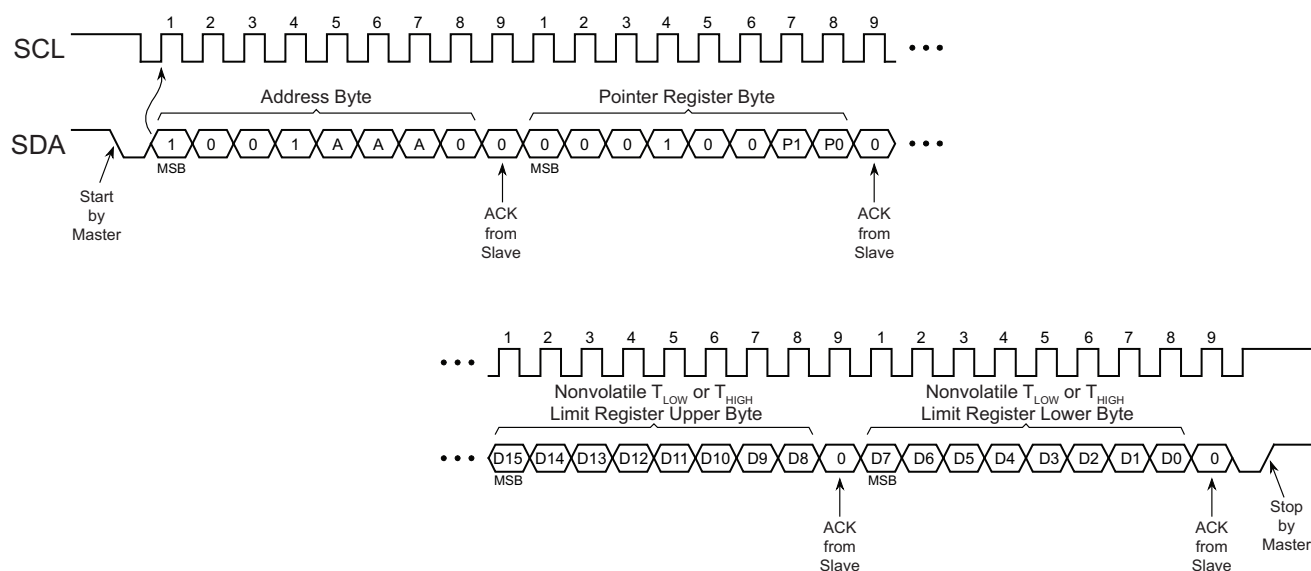 1 2 3 4 5 6 7 8 9 1 2 3 4 5 6 7 8 9
SCL
Address Byte Pointer Register Byte
SDA 1 0 0 1 A A A 0 0 0 0 0 1 0 0 P1 P0 0
MSB MSB
Start
by
Master
ACK
from
Slave
ACK
from
Slave
1 2 3 4 5 6 7 8 9 1 2 3 4 5 6 7 8 9
Nonvolatile TLOW or THIGH
Limit Register Upper Byte
Nonvolatile TLOW or THIGH
Limit Register Lower Byte
D15 D14 D13 D12 D11 D10 D9 D8 0 D7 D6 D5 D4 D3 D2 D1 D0 0
MSB MSB
ACK
from
Slave
ACK
from
Slave
Stop
by
Master